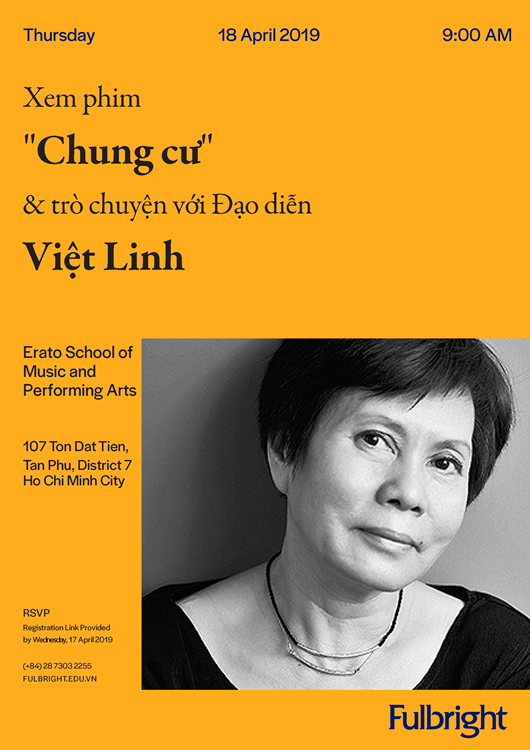 Thursday 18 April 2019 9:00 AM
Xem phim
"Chung cư"
& trò chuyện với Đạo diễn
Việt Linh
Erato School of
Music and
Performing Arts
107 Ton Dat Tien,
Tan Phu, District 7
Ho Chi Minh City
RSVP
Registration Link Provided
by Wednesday, 17 April 2019
(+84) 28 7303 2255
FULBRIGHT.EDU.VN
Fulbright